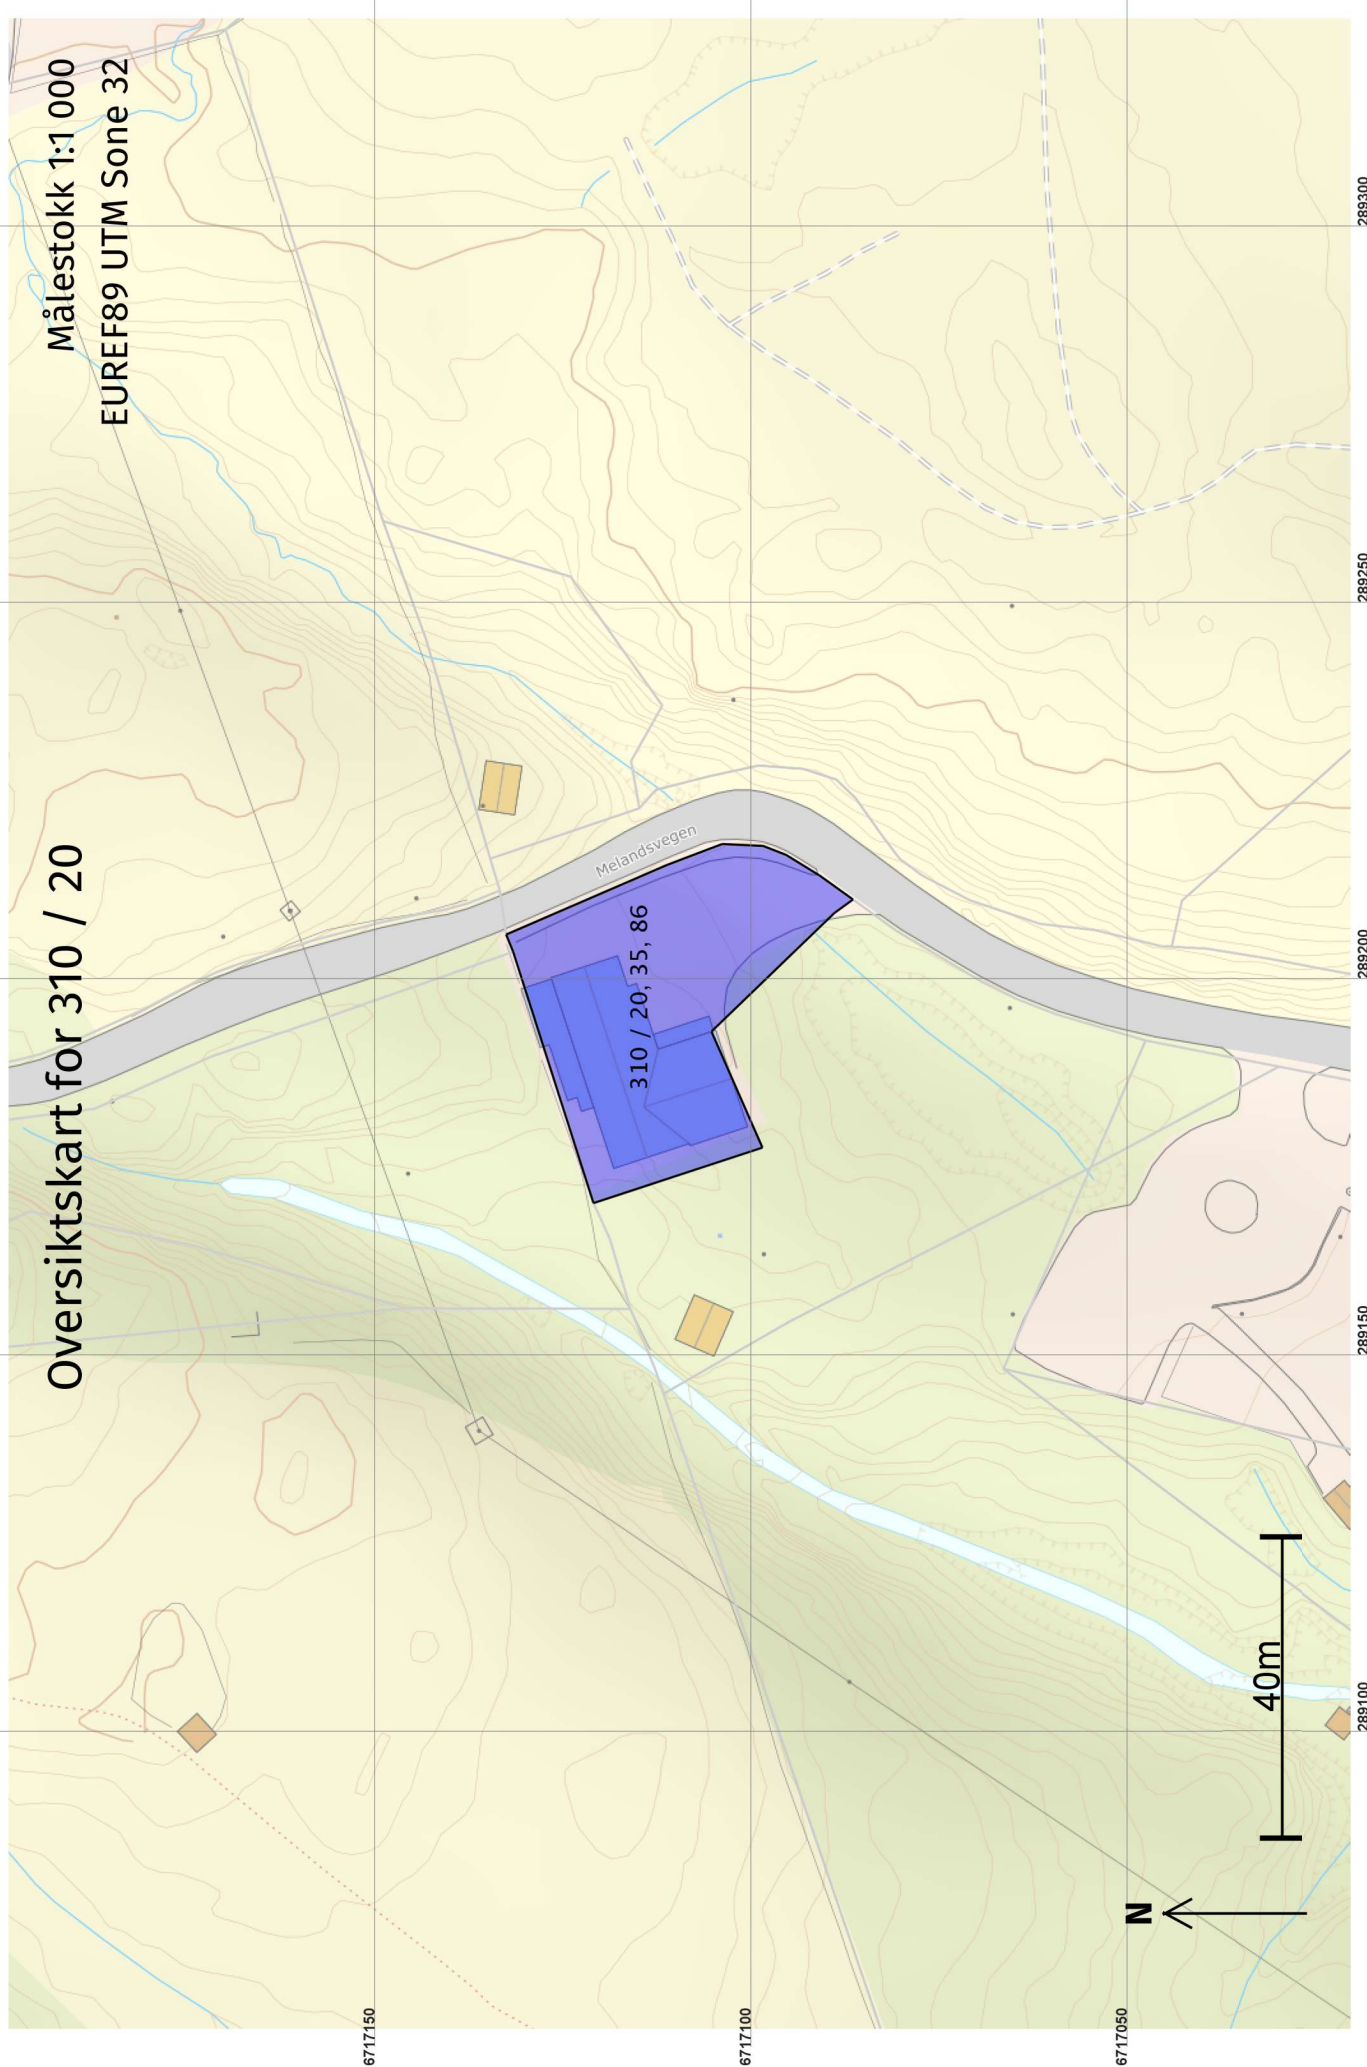 Oversiktskart for 310 / 20
Målestokk 1:1 000
EUREF89 UTM Sone 32
6717150
6717100
6717050
310 / 20, 35, 86
Melandsvegen
N
40m
289100
289150
289200
289250
289300